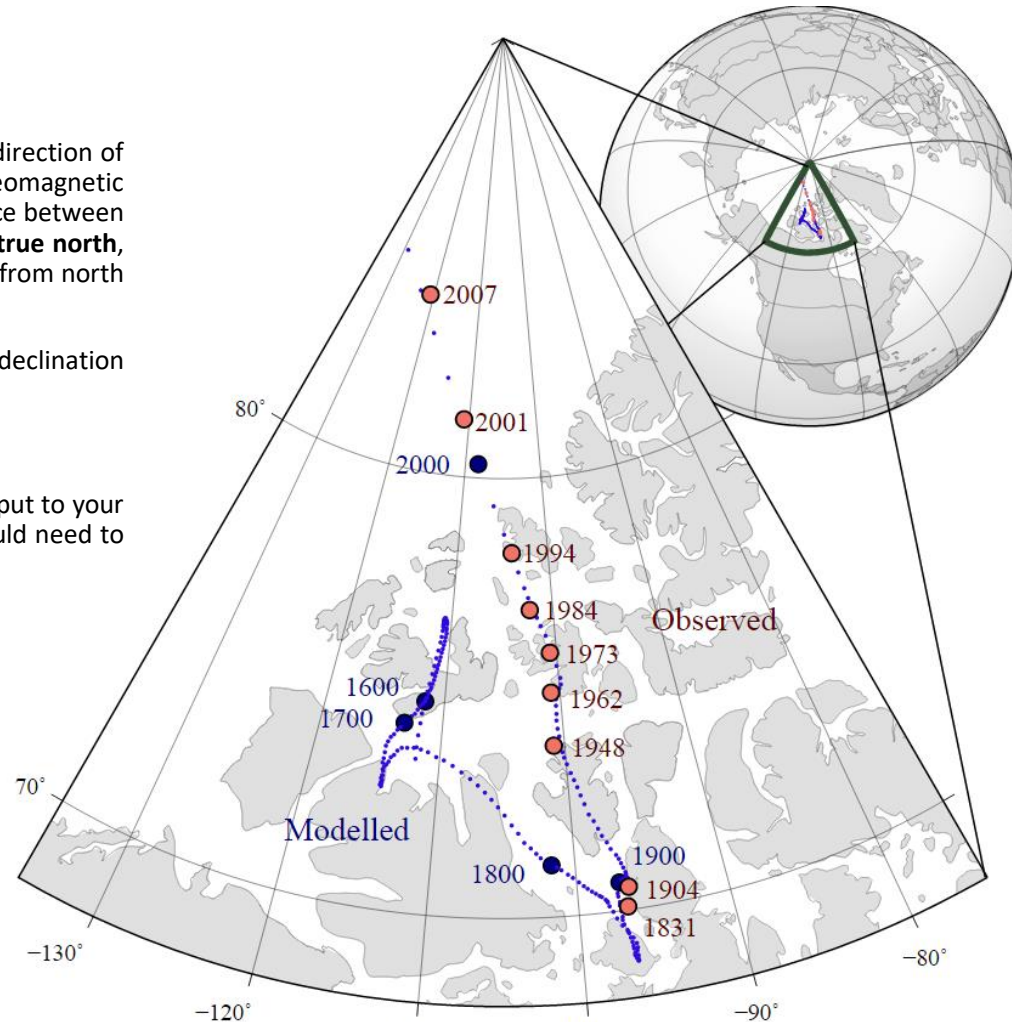 direction of
eomagnetic
ce between
true north,
from north
declination
put to your
uld need to
2007
80°
2001
2000
1994
1984
Observed
1973
1600
1962
1700
1948
70°
Modelled
1900
1800
1904
1831
−130°
−80°
−120°
−90°